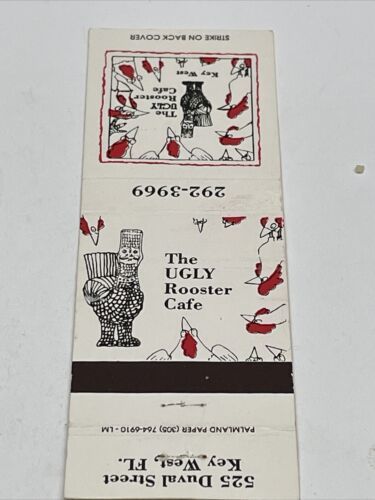 STRIKE ON BACK COVER
The
UGLY
Rooster
Cafe
Key West
292-3969
The
UGLY
Rooster
Cafe
PALMLAND PAPER (305) 764-6910 - LM
525 Duval Street
Key West, FL.